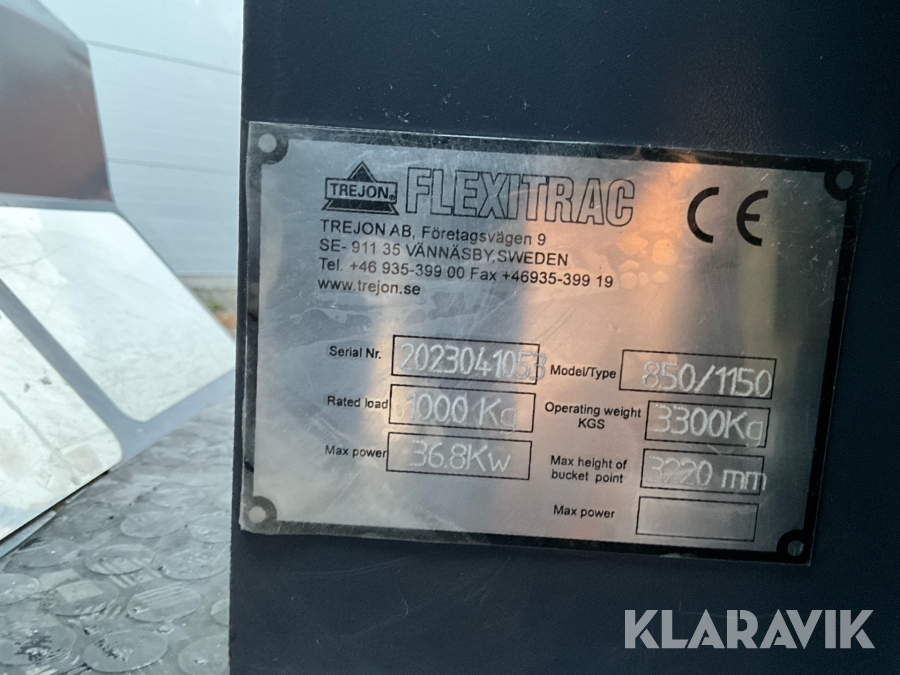 TREJON®
FLEXITRAC
CE
TREJON AB, Företagsvägen 9
SE- 911 35 VÄNNÄSBY, SWEDEN
Tel. +46 935-399 00 Fax +46935-399 19
www.trejon.se
Serial Nr. 2023041053 Model/Type 850/1150
Rated load 1000 Kg Operating weight KGS 3300Kg
Max power 36.8Kw Max height of bucket point 3220 mm
Max power
KLARAVIK